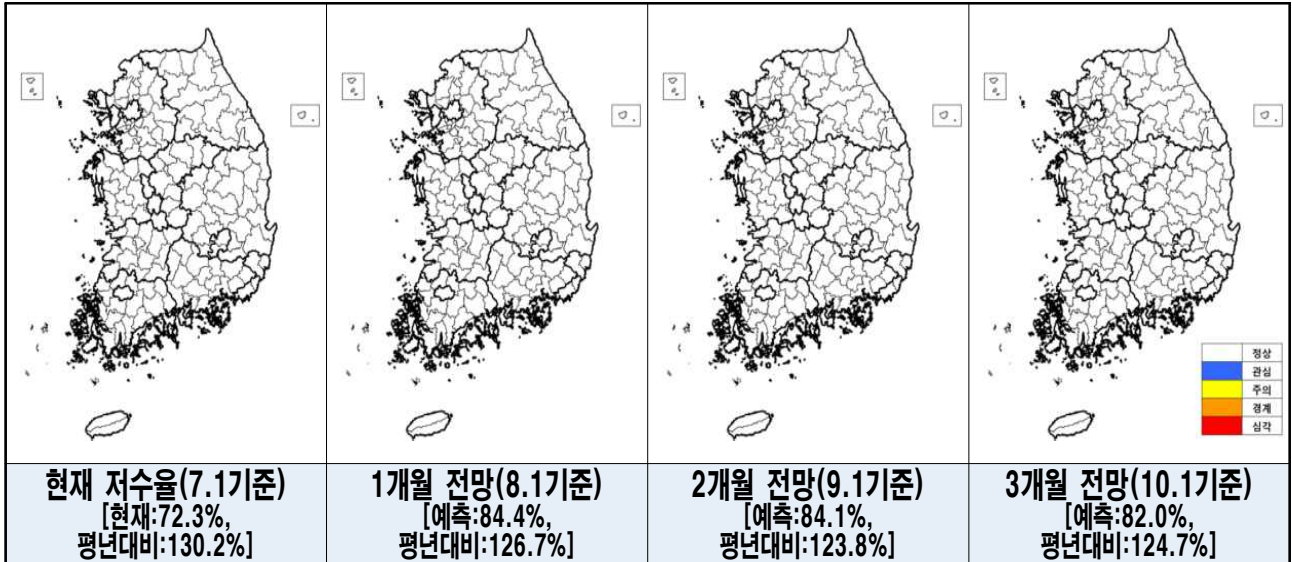 정상
관심
주의
경계
심각
현재 저수율(7.1기준)
[현재:72.3%,
평년대비:130.2%]
1개월 전망(8.1기준)
[예측:84.4%,
평년대비:126.7%]
2개월 전망(9.1기준)
[예측:84.1%,
평년대비:123.8%]
3개월 전망(10.1기준)
[예측:82.0%,
평년대비:124.7%]